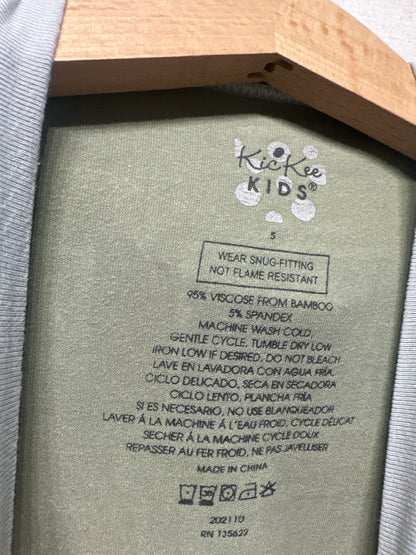 KicKee
KIDS®
5
WEAR SNUG-FITTING
NOT FLAME RESISTANT
95% VISCOSE FROM BAMBOO
5% SPANDEX
MACHINE WASH COLD
GENTLE CYCLE, TUMBLE DRY LOW
IRON LOW IF DESIRED, DO NOT BLEACH
LAVE EN LAVADORA CON AGUA FRÍA,
CICLO DELICADO, SECA EN SECADORA
CICLO LENTO, PLANCHA FRÍA
SI ES NECESARIO, NO USE BLANQUEADOR
LAVER À LA MACHINE À L'EAU FROID, CYCLE DÉLICAT
SÉCHER À LA MACHINE CYCLE DOUX
REPASSER AU FER FROID, NE PAS JAVELLISER
MADE IN CHINA
30
202110
RN 135627